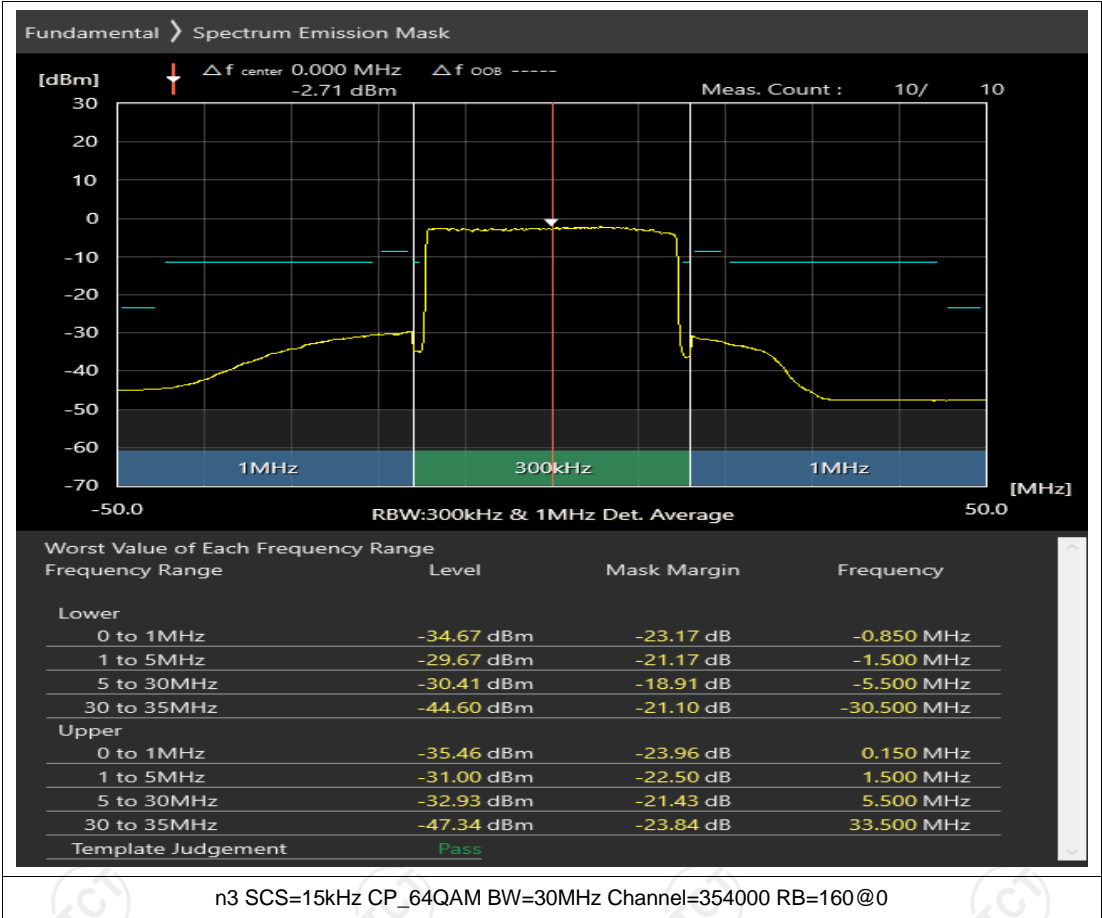 Fundamental 〉 Spectrum Emission Mask
[dBm] △f center 0.000 MHz △f OOB -----
-2.71 dBm Meas. Count : 10/ 10
30
20
10
0
-10
-20
-30
-40
-50
-60
-70
1MHz 300kHz 1MHz
[MHz]
-50.0 RBW:300kHz & 1MHz Det. Average 50.0
Worst Value of Each Frequency Range
Frequency Range Level Mask Margin Frequency
Lower
0 to 1MHz -34.67 dBm -23.17 dB -0.850 MHz
1 to 5MHz -29.67 dBm -21.17 dB -1.500 MHz
5 to 30MHz -30.41 dBm -18.91 dB -5.500 MHz
30 to 35MHz -44.60 dBm -21.10 dB -30.500 MHz
Upper
0 to 1MHz -35.46 dBm -23.96 dB 0.150 MHz
1 to 5MHz -31.00 dBm -22.50 dB 1.500 MHz
5 to 30MHz -32.93 dBm -21.43 dB 5.500 MHz
30 to 35MHz -47.34 dBm -23.84 dB 33.500 MHz
Template Judgement Pass
n3 SCS=15kHz CP_64QAM BW=30MHz Channel=354000 RB=160@0
TCT TCT TCT TCT